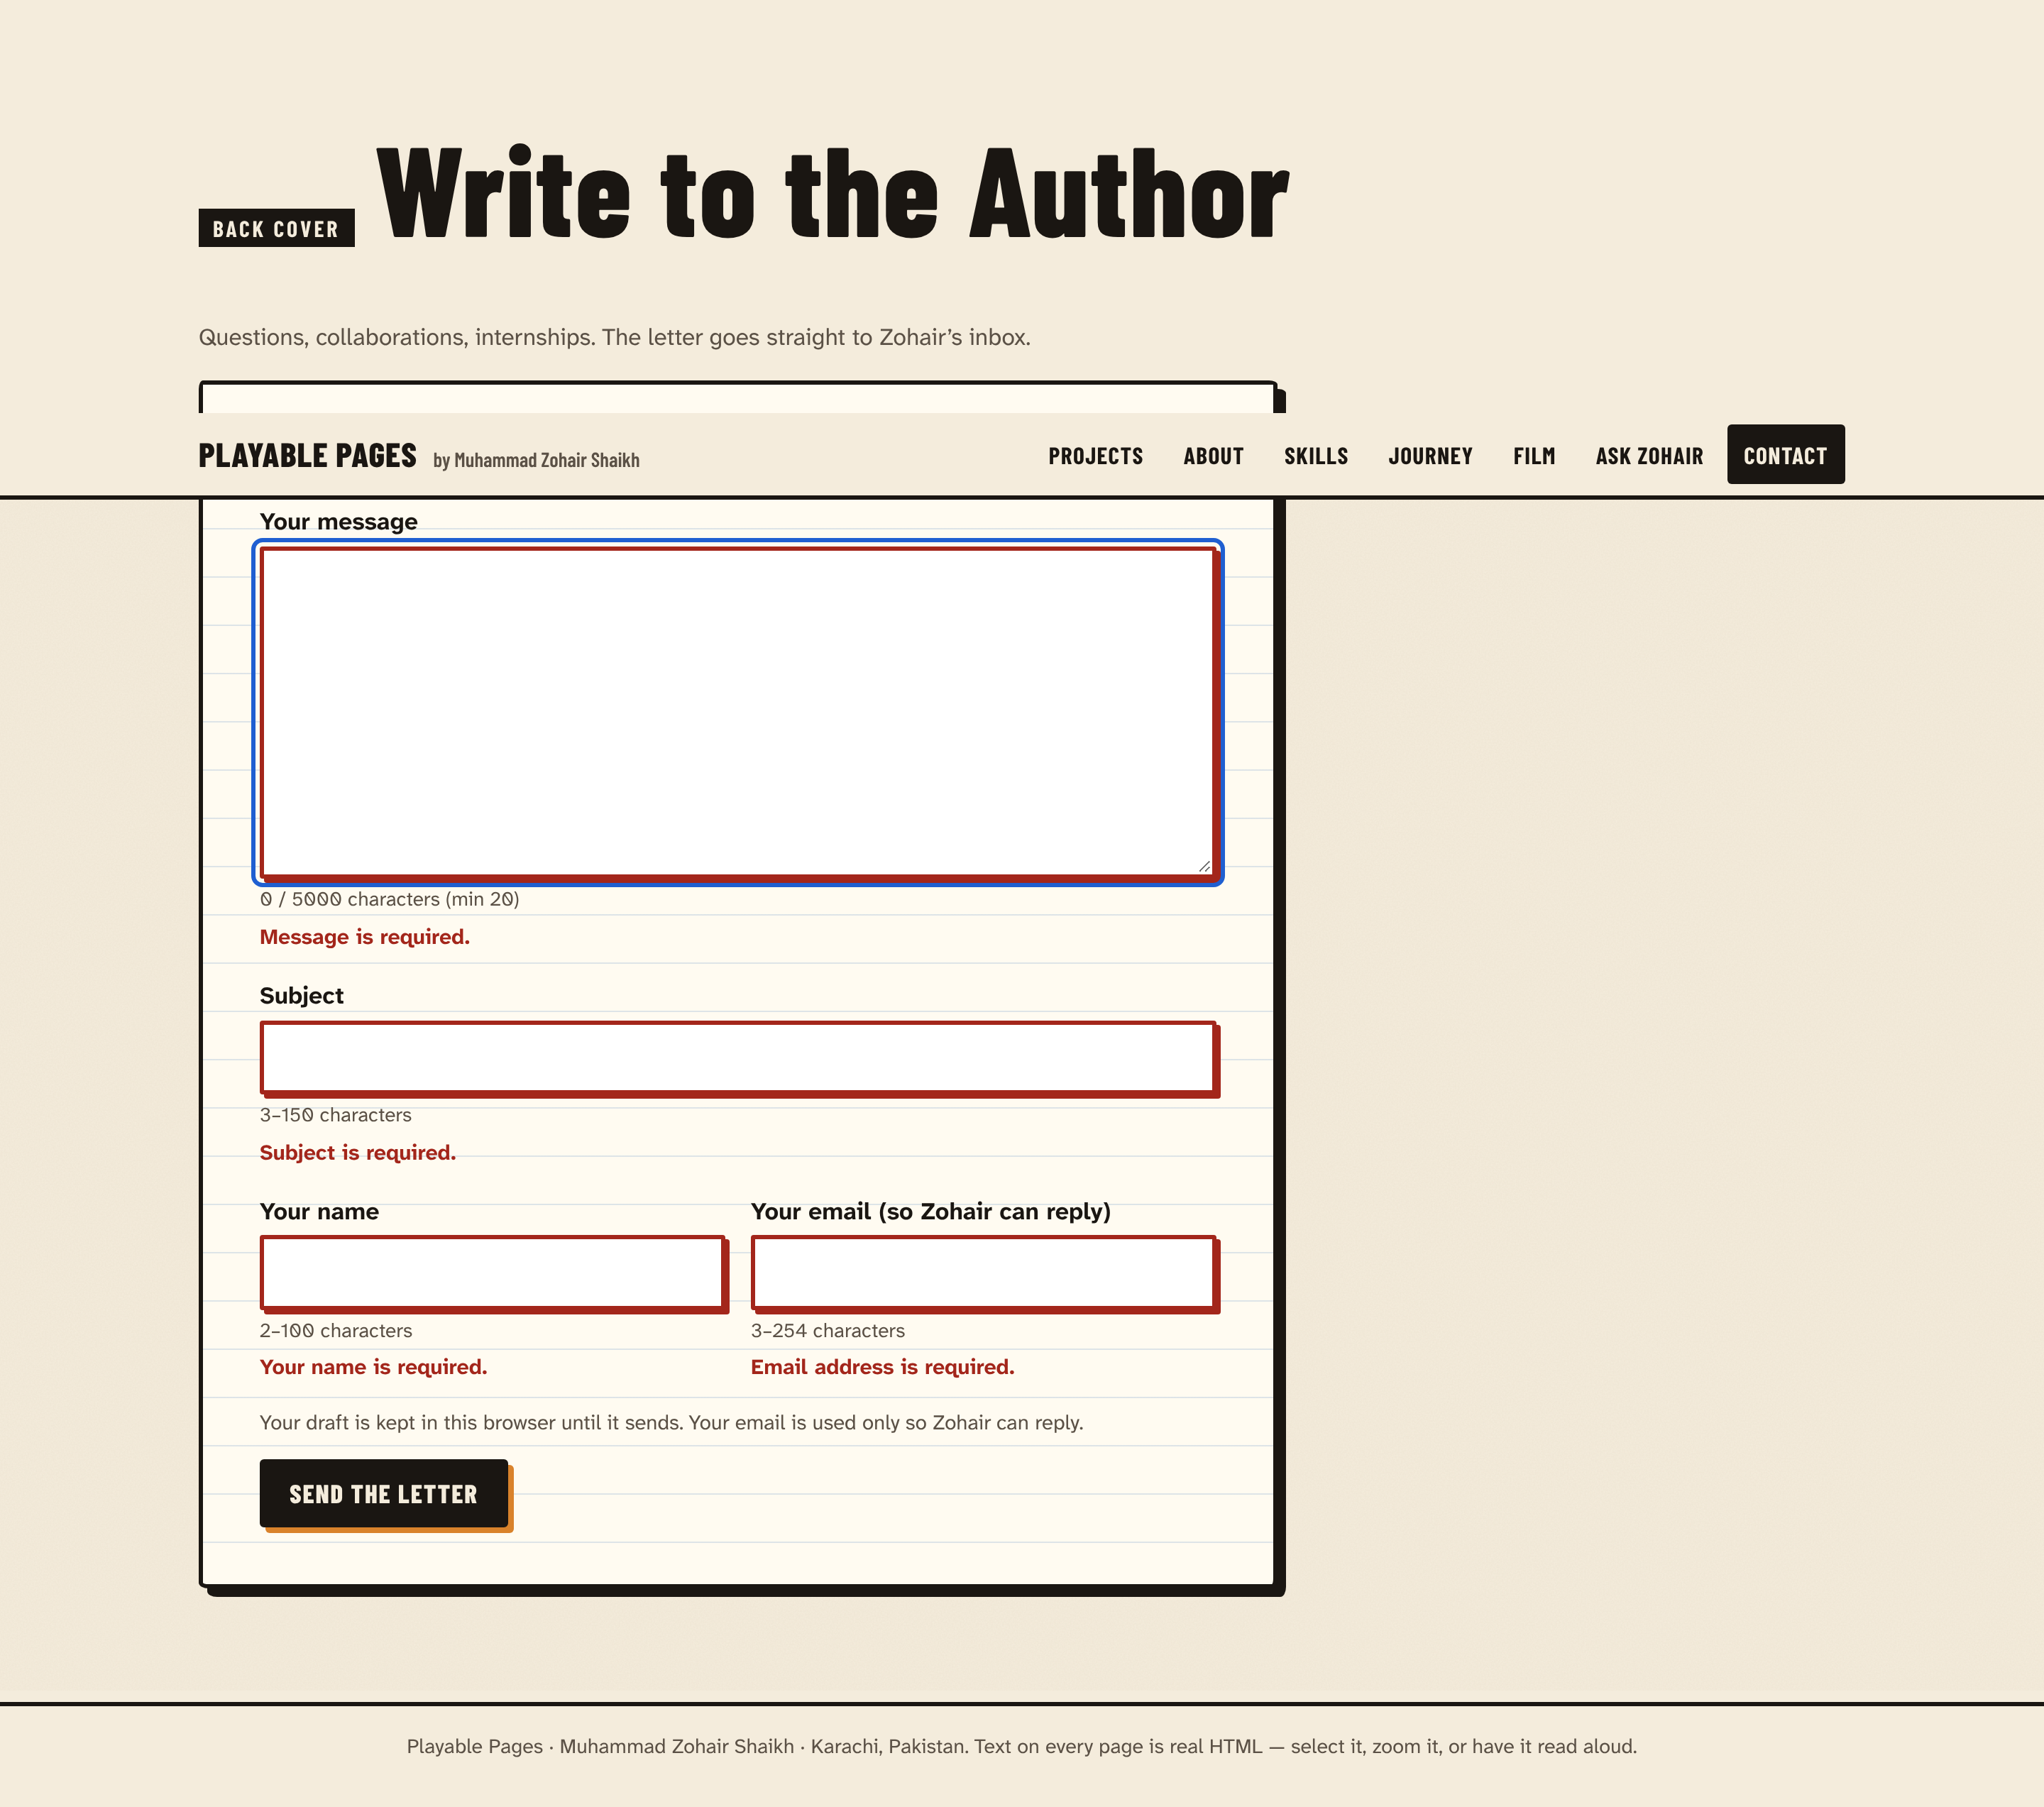 BACK COVER Write to the Author
Questions, collaborations, internships. The letter goes straight to Zohair’s inbox.
PLAYABLE PAGES by Muhammad Zohair Shaikh PROJECTS ABOUT SKILLS JOURNEY FILM ASK ZOHAIR CONTACT
Your message
0 / 5000 characters (min 20)
Message is required.
Subject
3–150 characters
Subject is required.
Your name Your email (so Zohair can reply)
2–100 characters 3–254 characters
Your name is required. Email address is required.
Your draft is kept in this browser until it sends. Your email is used only so Zohair can reply.
SEND THE LETTER
Playable Pages · Muhammad Zohair Shaikh · Karachi, Pakistan. Text on every page is real HTML — select it, zoom it, or have it read aloud.